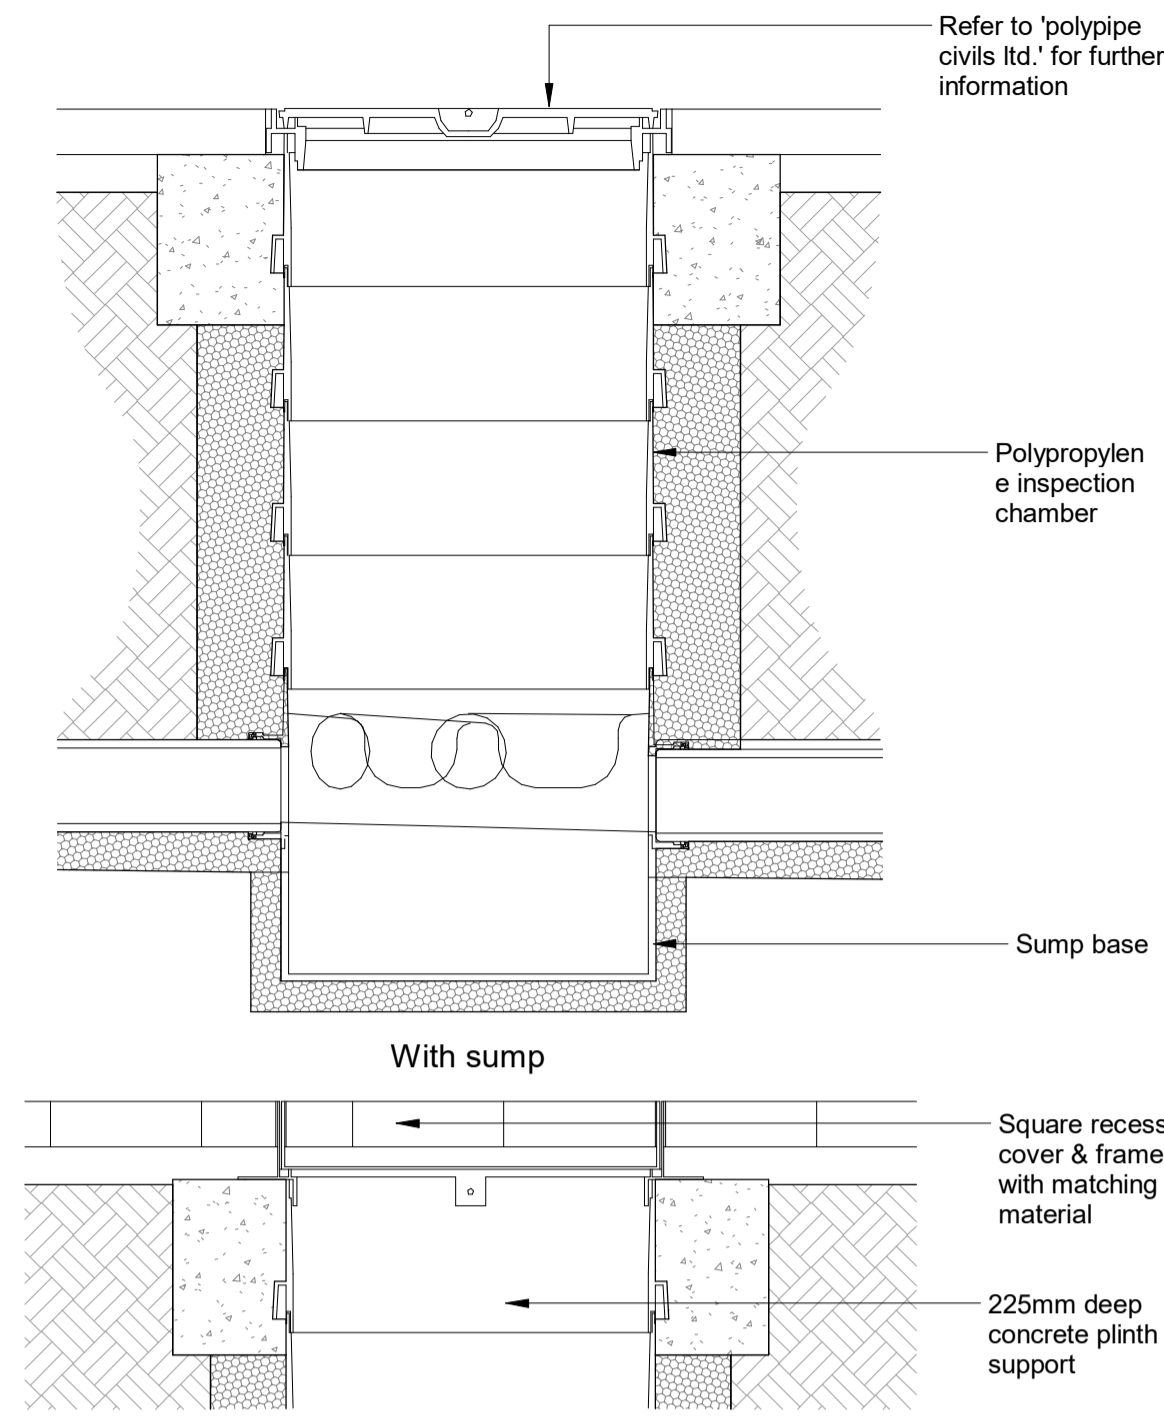 Refer to 'polypipe
civils ltd.' for further
information
Polypropylen
e inspection
chamber
Sump base
With sump
Square recess
cover & frame
with matching
material
225mm deep
concrete plinth
support